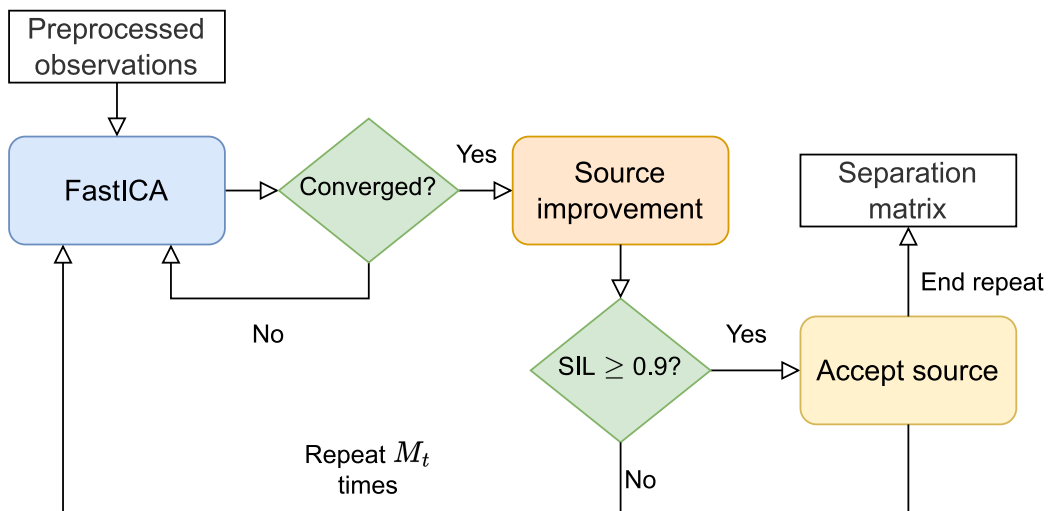 Preprocessed
observations
FastICA
Converged?
Yes
Source
improvement
Separation
matrix
End repeat
No
SIL ≥ 0.9?
Yes
Accept source
Repeat M_t
times
No